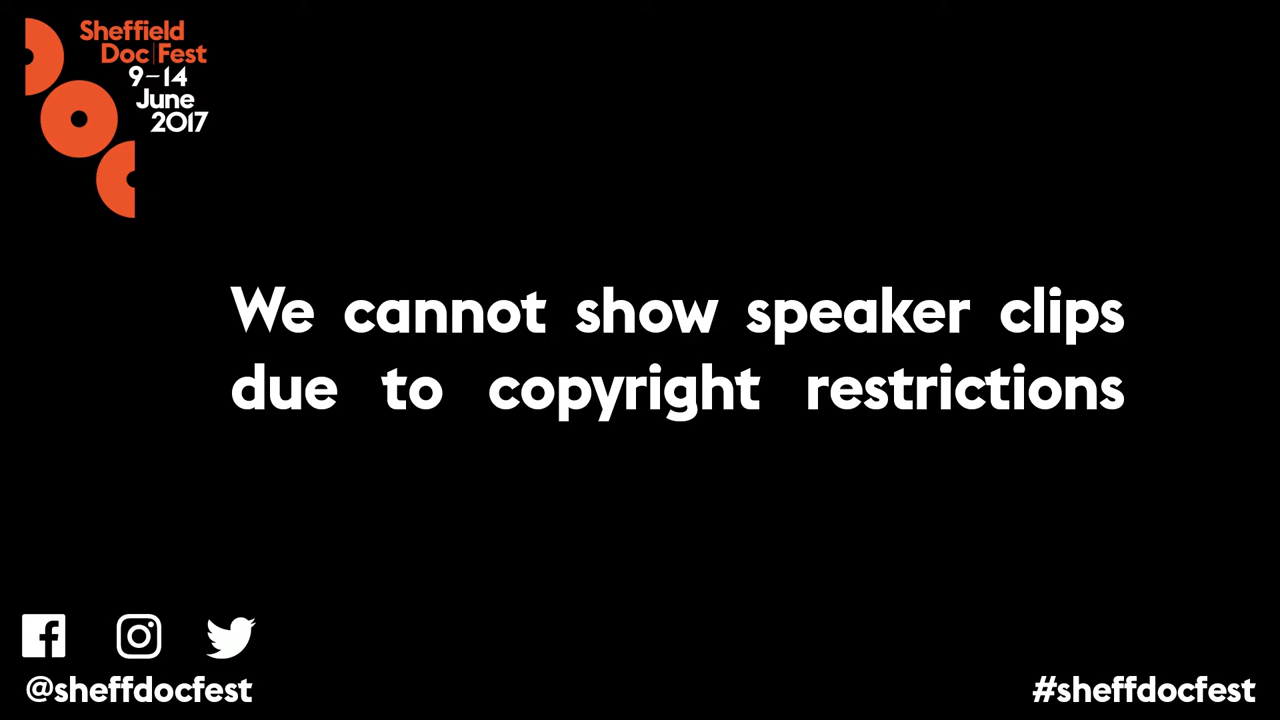 Sheffield
Doc|Fest
9–14
June
2017
We cannot show speaker clips
due to copyright restrictions
@sheffdocfest
#sheffdocfest